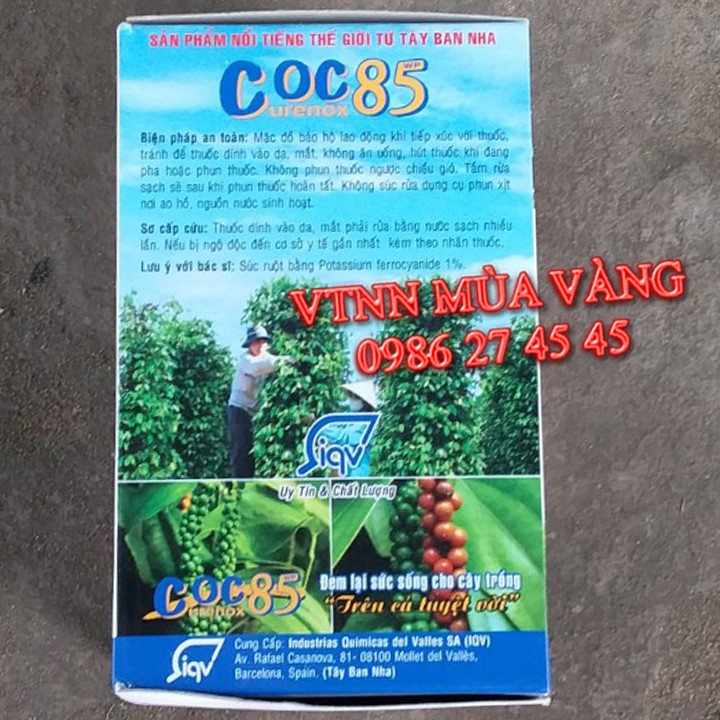 SẢN PHẨM NỔI TIẾNG THẾ GIỚI TỪ TÂY BAN NHA
COC 85 WP
urenox
Biện pháp an toàn: Mặc đồ bảo hộ lao động khi tiếp xúc với thuốc,
tránh để thuốc dính vào da, mắt, không ăn uống, hút thuốc khi đang
pha hoặc phun thuốc. Không phun thuốc ngược chiều gió. Tắm rửa
sạch sẽ sau khi phun thuốc hoàn tất. Không súc rửa dụng cụ phun xịt
nơi ao hồ, nguồn nước sinh hoạt.
Sơ cấp cứu: Thuốc dính vào da, mắt phải rửa bằng nước sạch nhiều
lần. Nếu bị ngộ độc đến cơ sở y tế gần nhất kèm theo nhãn thuốc.
Lưu ý với bác sĩ: Súc ruột bằng Potassium ferrocyanide 1%.
VTNN MÙA VÀNG
0986 27 45 45
iqv
Uy Tín & Chất Lượng
COC 85 WP
urenox
Đem lại sức sống cho cây trồng
"Trên cả tuyệt vời"
iqv
Cung Cấp: Industrias Quimicas del Valles SA (IQV)
Av. Rafael Casanova, 81- 08100 Mollet del Vallès,
Barcelona, Spain. (Tây Ban Nha)